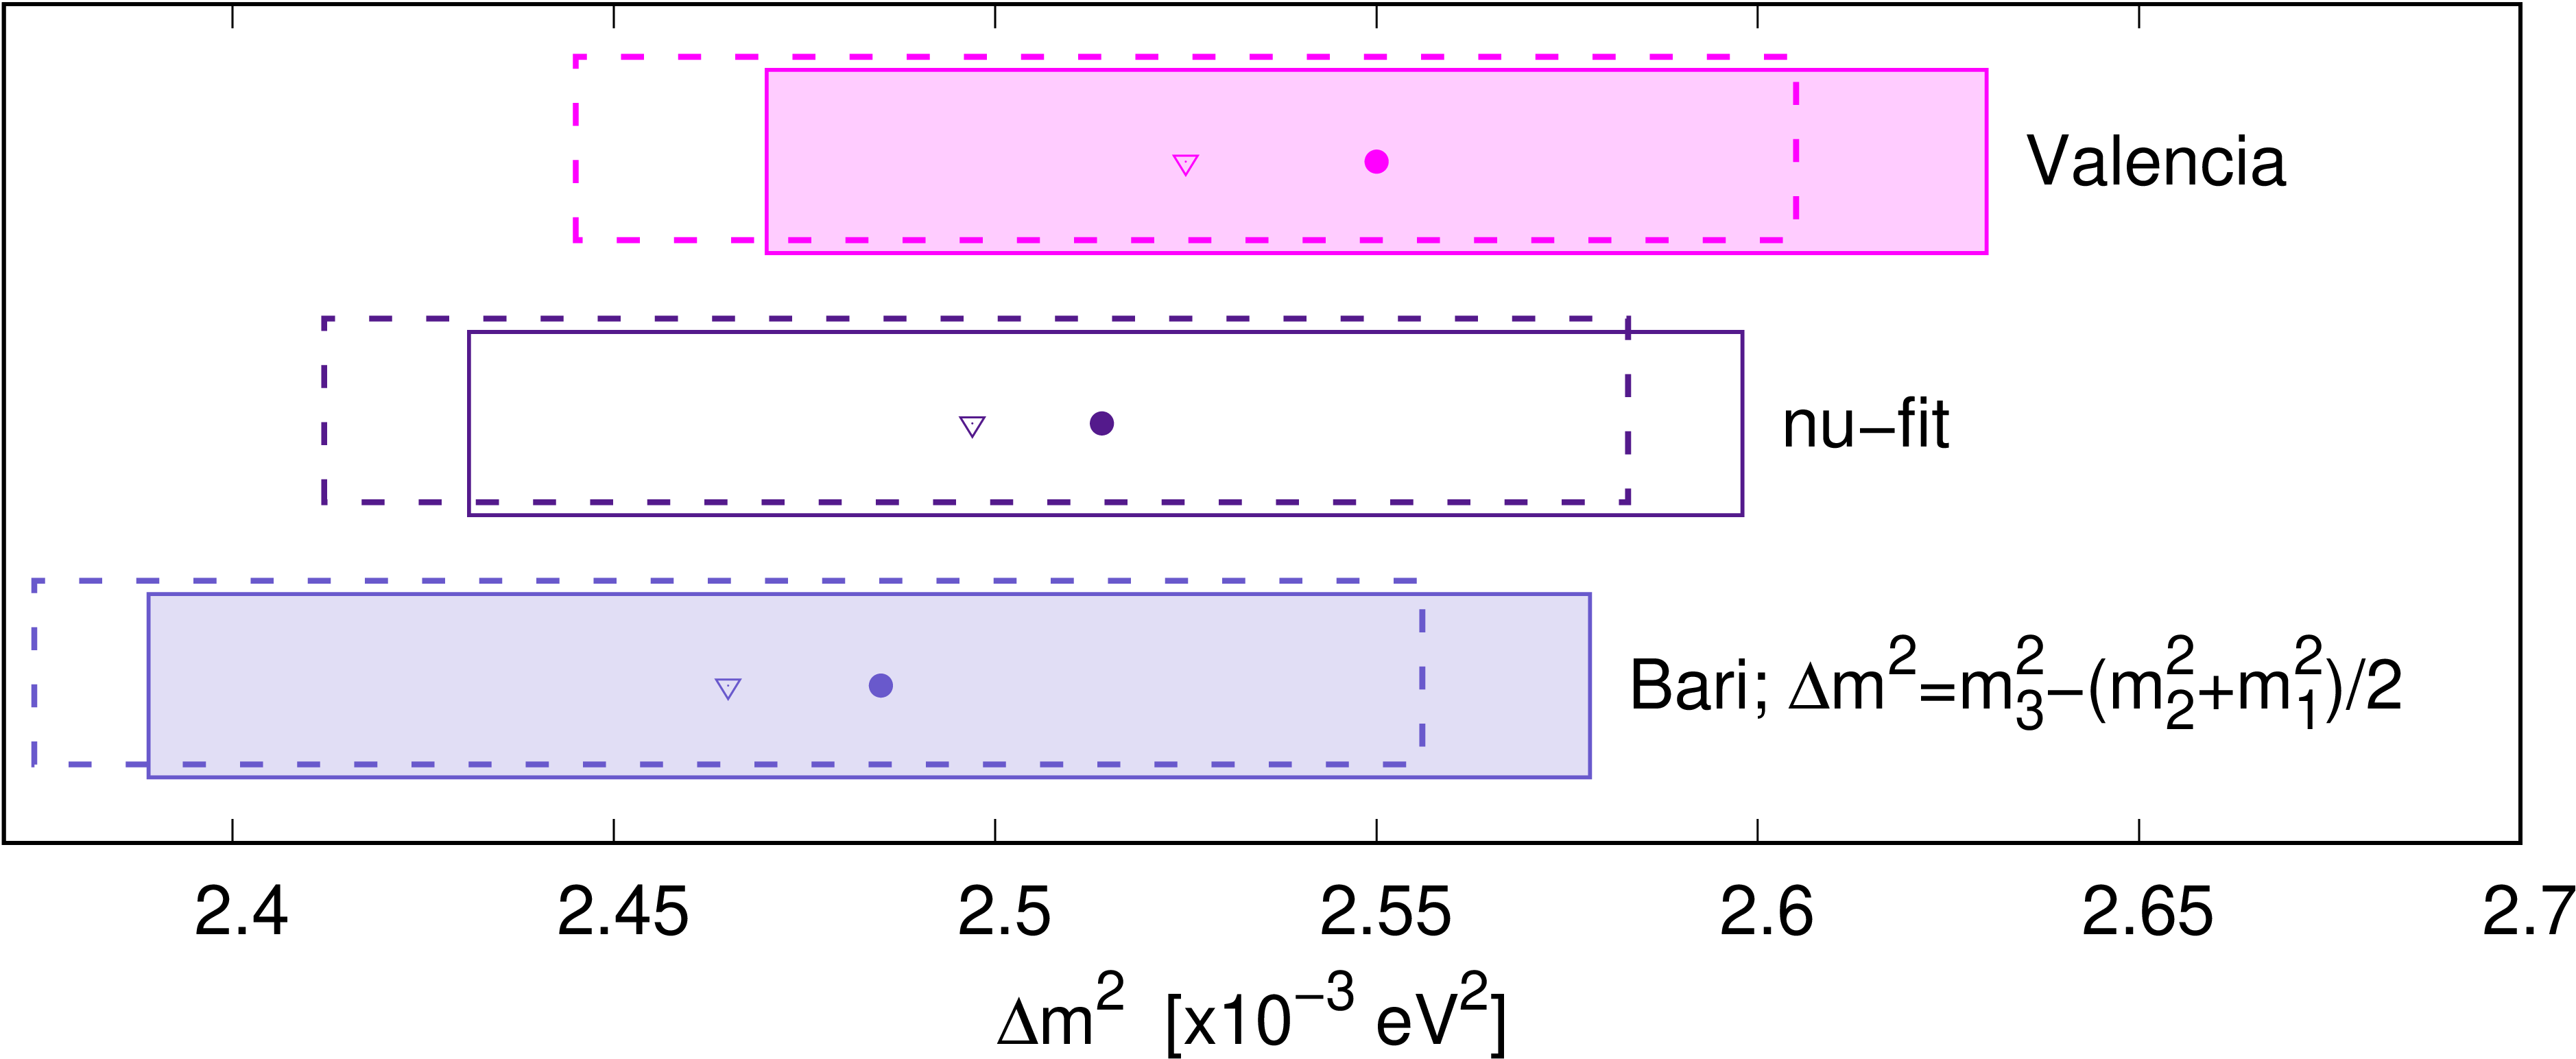 Valencia
nu−fit
Bari; Δm²=m₃²−(m₂²+m₁²)/2
2.4 2.45 2.5 2.55 2.6 2.65 2.7
Δm² [x10⁻³ eV²]